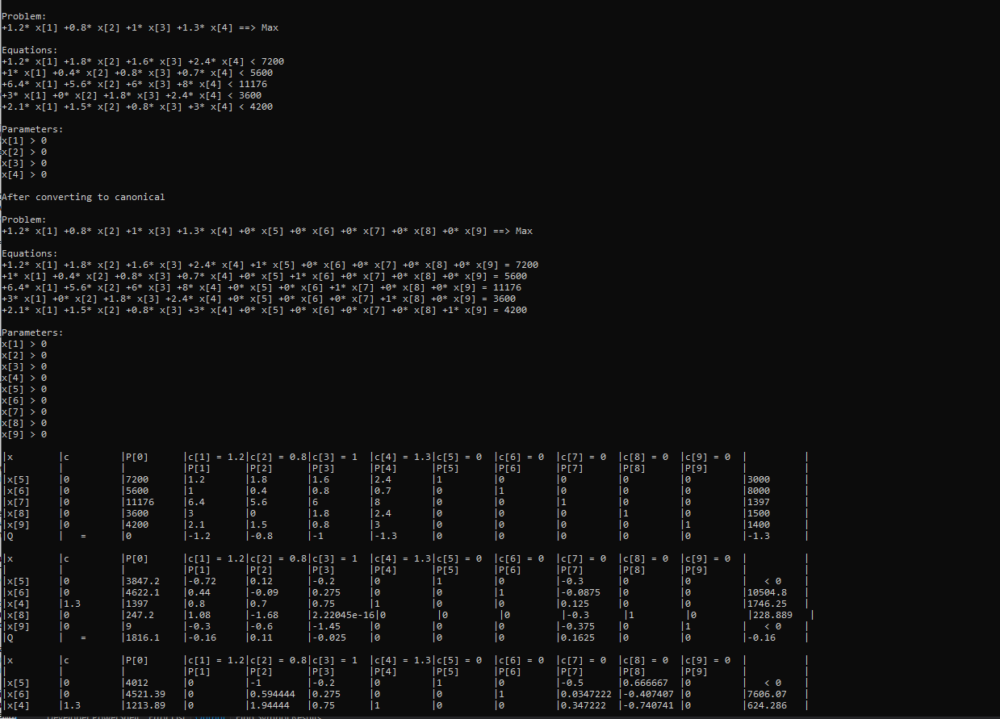 Problem:
+1.2* x[1] +0.8* x[2] +1* x[3] +1.3* x[4] ==> Max
Equations:
+1.2* x[1] +1.8* x[2] +1.6* x[3] +2.4* x[4] < 7200
+1* x[1] +0.4* x[2] +0.8* x[3] +0.7* x[4] < 5600
+6.4* x[1] +5.6* x[2] +6* x[3] +8* x[4] < 11176
+3* x[1] +0* x[2] +1.8* x[3] +2.4* x[4] < 3600
+2.1* x[1] +1.5* x[2] +0.8* x[3] +3* x[4] < 4200
Parameters:
x[1] > 0
x[2] > 0
x[3] > 0
x[4] > 0
After converting to canonical
Problem:
+1.2* x[1] +0.8* x[2] +1* x[3] +1.3* x[4] +0* x[5] +0* x[6] +0* x[7] +0* x[8] +0* x[9] ==> Max
Equations:
+1.2* x[1] +1.8* x[2] +1.6* x[3] +2.4* x[4] +1* x[5] +0* x[6] +0* x[7] +0* x[8] +0* x[9] = 7200
+1* x[1] +0.4* x[2] +0.8* x[3] +0.7* x[4] +0* x[5] +1* x[6] +0* x[7] +0* x[8] +0* x[9] = 5600
+6.4* x[1] +5.6* x[2] +6* x[3] +8* x[4] +0* x[5] +0* x[6] +1* x[7] +0* x[8] +0* x[9] = 11176
+3* x[1] +0* x[2] +1.8* x[3] +2.4* x[4] +0* x[5] +0* x[6] +0* x[7] +1* x[8] +0* x[9] = 3600
+2.1* x[1] +1.5* x[2] +0.8* x[3] +3* x[4] +0* x[5] +0* x[6] +0* x[7] +0* x[8] +1* x[9] = 4200
Parameters:
x[1] > 0
x[2] > 0
x[3] > 0
x[4] > 0
x[5] > 0
x[6] > 0
x[7] > 0
x[8] > 0
x[9] > 0
|x |c |P[0] |c[1] = 1.2|c[2] = 0.8|c[3] = 1 |c[4] = 1.3|c[5] = 0 |c[6] = 0 |c[7] = 0 |c[8] = 0 |c[9] = 0 | |
| | | |P[1] |P[2] |P[3] |P[4] |P[5] |P[6] |P[7] |P[8] |P[9] | |
|x[5] |0 |7200 |1.2 |1.8 |1.6 |2.4 |1 |0 |0 |0 |0 |3000 |
|x[6] |0 |5600 |1 |0.4 |0.8 |0.7 |0 |1 |0 |0 |0 |8000 |
|x[7] |0 |11176 |6.4 |5.6 |6 |8 |0 |0 |1 |0 |0 |1397 |
|x[8] |0 |3600 |3 |0 |1.8 |2.4 |0 |0 |0 |1 |0 |1500 |
|x[9] |0 |4200 |2.1 |1.5 |0.8 |3 |0 |0 |0 |0 |1 |1400 |
|Q | = |0 |-1.2 |-0.8 |-1 |-1.3 |0 |0 |0 |0 |0 |-1.3 |
|x |c |P[0] |c[1] = 1.2|c[2] = 0.8|c[3] = 1 |c[4] = 1.3|c[5] = 0 |c[6] = 0 |c[7] = 0 |c[8] = 0 |c[9] = 0 | |
| | | |P[1] |P[2] |P[3] |P[4] |P[5] |P[6] |P[7] |P[8] |P[9] | |
|x[5] |0 |3847.2 |-0.72 |0.12 |-0.2 |0 |1 |0 |-0.3 |0 |0 | < 0 |
|x[6] |0 |4622.1 |0.44 |-0.09 |0.275 |0 |0 |1 |-0.0875 |0 |0 |10504.8 |
|x[4] |1.3 |1397 |0.8 |0.7 |0.75 |1 |0 |0 |0.125 |0 |0 |1746.25 |
|x[8] |0 |247.2 |1.08 |-1.68 |2.22045e-16|0 |0 |0 |-0.3 |1 |0 |228.889 |
|x[9] |0 |9 |-0.3 |-0.6 |-1.45 |0 |0 |0 |-0.375 |0 |1 | < 0 |
|Q | = |1816.1 |-0.16 |0.11 |-0.025 |0 |0 |0 |0.1625 |0 |0 |-0.16 |
|x |c |P[0] |c[1] = 1.2|c[2] = 0.8|c[3] = 1 |c[4] = 1.3|c[5] = 0 |c[6] = 0 |c[7] = 0 |c[8] = 0 |c[9] = 0 | |
| | | |P[1] |P[2] |P[3] |P[4] |P[5] |P[6] |P[7] |P[8] |P[9] | |
|x[5] |0 |4012 |0 |-1 |-0.2 |0 |1 |0 |-0.5 |0.666667 |0 | < 0 |
|x[6] |0 |4521.39 |0 |0.594444 |0.275 |0 |0 |1 |0.0347222 |-0.407407 |0 |7606.07 |
|x[4] |1.3 |1213.89 |0 |1.94444 |0.75 |1 |0 |0 |0.347222 |-0.740741 |0 |624.286 |